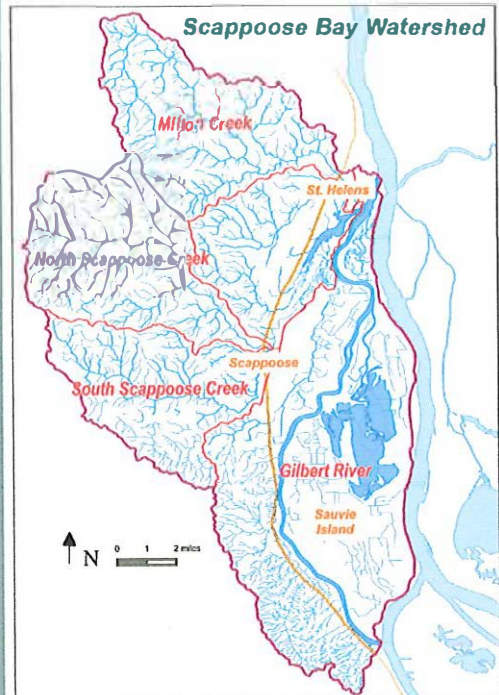 Scappoose Bay Watershed
Milton Creek
St. Helens
North Scappoose Creek
Scappoose
South Scappoose Creek
Gilbert River
Sauvie
Island
N
0 1 2 miles